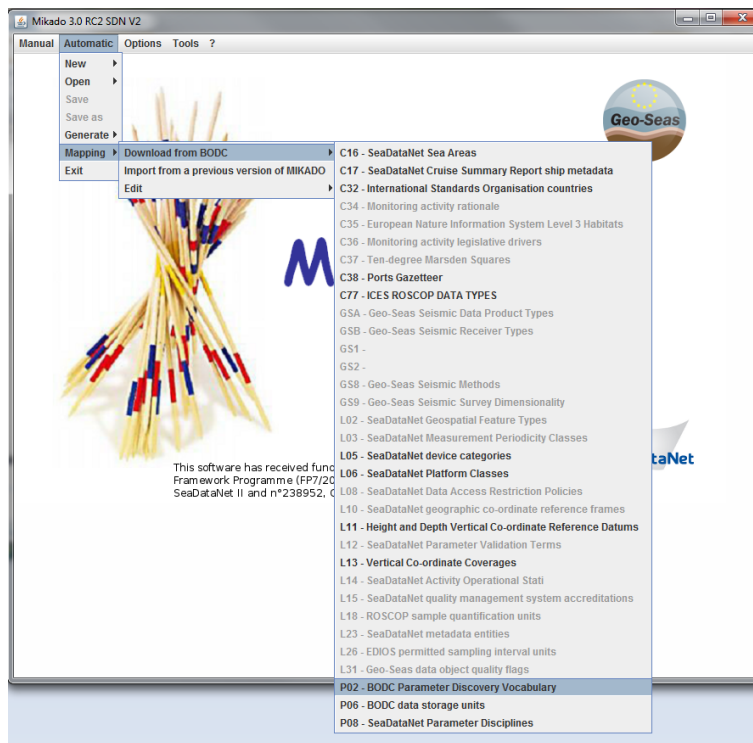 Mikado 3.0 RC2 SDN V2
Manual Automatic Options Tools ?
New
Open
Save
Save as
Generate
Mapping
Exit
Download from BODC
Import from a previous version of MIKADO
Edit
C16 - SeaDataNet Sea Areas
C17 - SeaDataNet Cruise Summary Report ship metadata
C32 - International Standards Organisation countries
C34 - Monitoring activity rationale
C35 - European Nature Information System Level 3 Habitats
C36 - Monitoring activity legislative drivers
C37 - Ten-degree Marsden Squares
C38 - Ports Gazetteer
C77 - ICES ROSCOP DATA TYPES
GSA - Geo-Seas Seismic Data Product Types
GSB - Geo-Seas Seismic Receiver Types
GS1 -
GS2 -
GS8 - Geo-Seas Seismic Methods
GS9 - Geo-Seas Seismic Survey Dimensionality
L02 - SeaDataNet Geospatial Feature Types
L03 - SeaDataNet Measurement Periodicity Classes
L05 - SeaDataNet device categories
L06 - SeaDataNet Platform Classes
L08 - SeaDataNet Data Access Restriction Policies
L10 - SeaDataNet geographic co-ordinate reference frames
L11 - Height and Depth Vertical Co-ordinate Reference Datums
L12 - SeaDataNet Parameter Validation Terms
L13 - Vertical Co-ordinate Coverages
L14 - SeaDataNet Activity Operational Stati
L15 - SeaDataNet quality management system accreditations
L18 - ROSCOP sample quantification units
L23 - SeaDataNet metadata entities
L26 - EDIOS permitted sampling interval units
L31 - Geo-Seas data object quality flags
P02 - BODC Parameter Discovery Vocabulary
P06 - BODC data storage units
P08 - SeaDataNet Parameter Disciplines
Geo-Seas
M
taNet
This software has received fund
Framework Programme (FP7/20
SeaDataNet II and n°238952, G